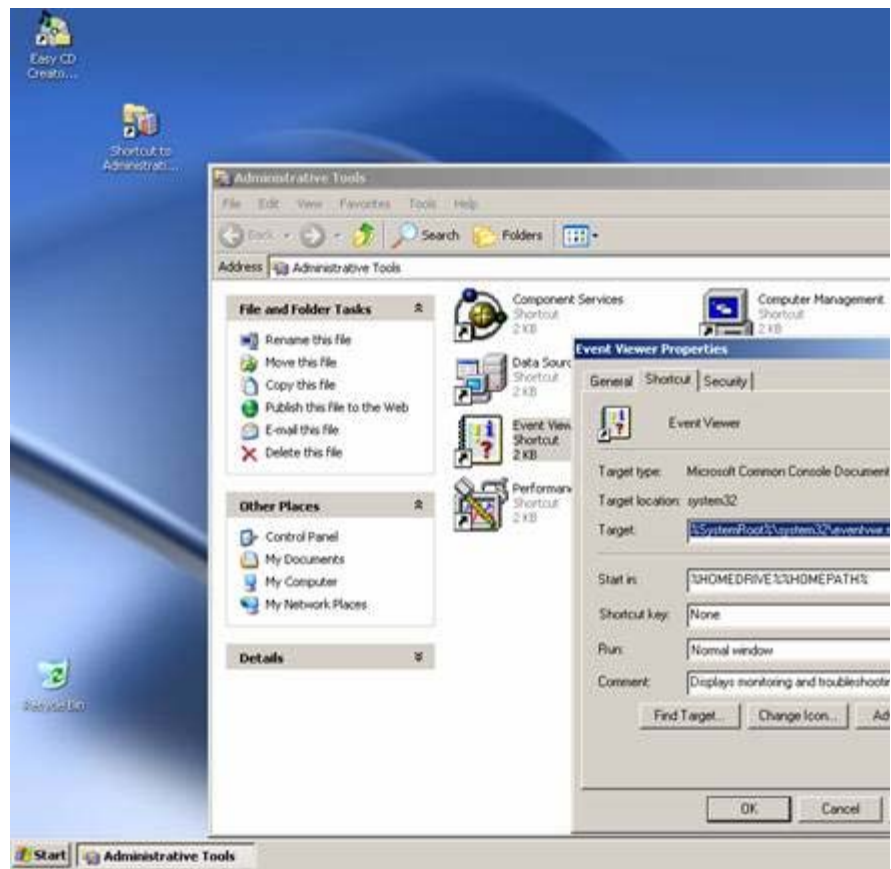 Easy CD
Creato...
Shortcut to
Administrati...
Administrative Tools
File Edit View Favorites Tools Help
Back Search Folders
Address Administrative Tools
File and Folder Tasks
Rename this file
Move this file
Copy this file
Publish this file to the Web
E-mail this file
Delete this file
Other Places
Control Panel
My Documents
My Computer
My Network Places
Details
Component Services
Shortcut
2 KB
Computer Management
Shortcut
2 KB
Data Sourc
Shortcut
2 KB
Event View
Shortcut
2 KB
Performan
Shortcut
2 KB
Event Viewer Properties
General Shortcut Security
Event Viewer
Target type: Microsoft Common Console Document
Target location: system32
Target: %SystemRoot%\system32\eventvwr.
Start in: %HOMEDRIVE%%HOMEPATH%
Shortcut key: None
Run: Normal window
Comment: Displays monitoring and troubleshootin
Find Target... Change Icon... Ad
OK Cancel
Recycle Bin
Start Administrative Tools